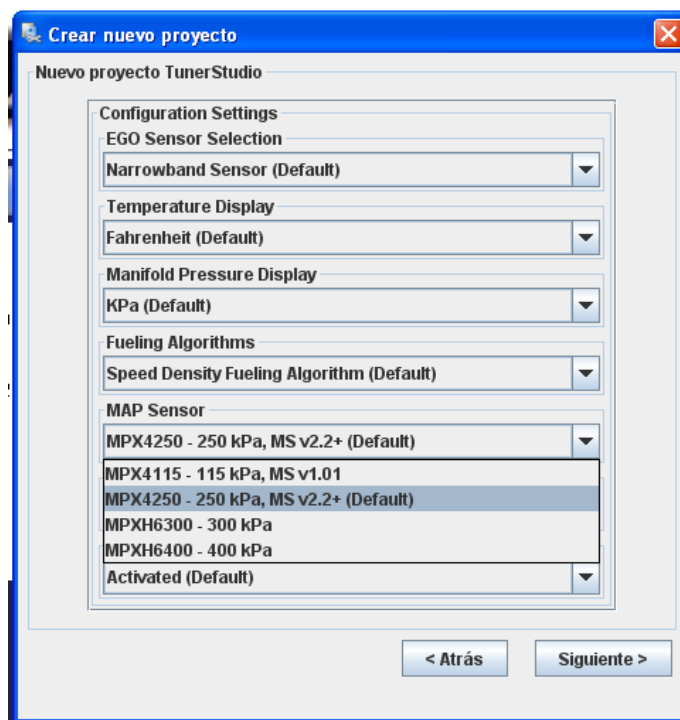 Crear nuevo proyecto
Nuevo proyecto TunerStudio
Configuration Settings
EGO Sensor Selection
Narrowband Sensor (Default)
Temperature Display
Fahrenheit (Default)
Manifold Pressure Display
KPa (Default)
Fueling Algorithms
Speed Density Fueling Algorithm (Default)
MAP Sensor
MPX4250 - 250 kPa, MS v2.2+ (Default)
MPX4115 - 115 kPa, MS v1.01
MPX4250 - 250 kPa, MS v2.2+ (Default)
MPXH6300 - 300 kPa
MPXH6400 - 400 kPa
Activated (Default)
< Atrás
Siguiente >